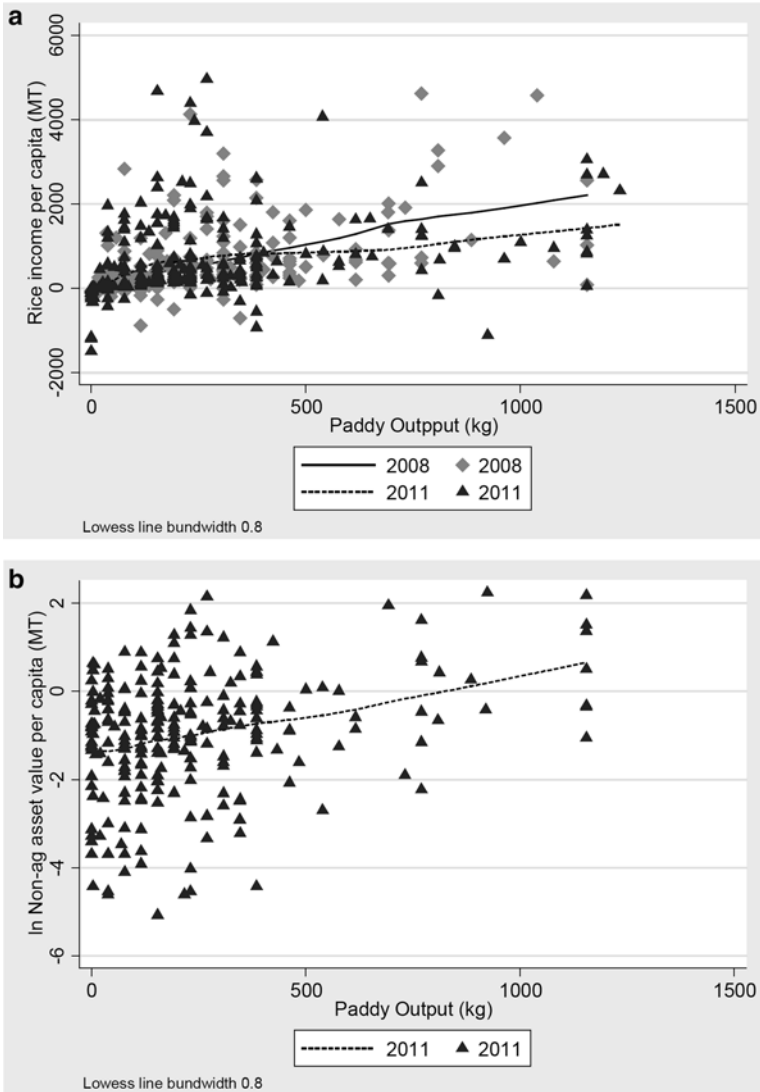 a
6000
4000
2000
0
-2000
Rice income per capita (MT)
0 500 1000 1500
Paddy Outpput (kg)
2008 2008
2011 2011
Lowess line bundwidth 0.8
b
2
0
-2
-4
-6
ln Non-ag asset value per capita (MT)
0 500 1000 1500
Paddy Output (kg)
2011 2011
Lowess line bundwidth 0.8